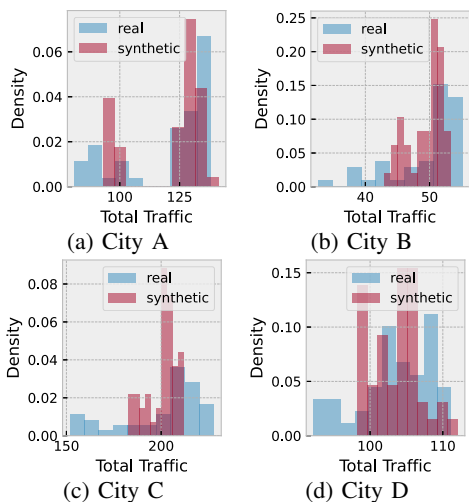 0.06
0.04
0.02
0.00
Density
real
synthetic
100
125
Total Traffic
(a) City A
0.25
0.20
0.15
0.10
0.05
0.00
Density
real
synthetic
40
50
Total Traffic
(b) City B
0.08
0.06
0.04
0.02
0.00
Density
real
synthetic
150
200
Total Traffic
(c) City C
0.15
0.10
0.05
0.00
Density
real
synthetic
100
110
Total Traffic
(d) City D